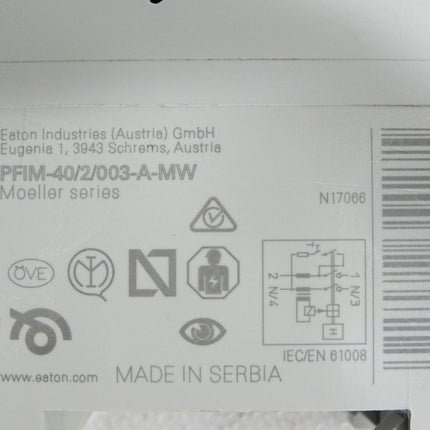 Eaton Industries (Austria) GmbH
Eugenia 1, 3943 Schrems, Austria
PFIM-40/2/003-A-MW
Moeller series
N17066
ÖVE
2 1
N/4 N/3
H
IEC/EN 61008
www.eaton.com
MADE IN SERBIA